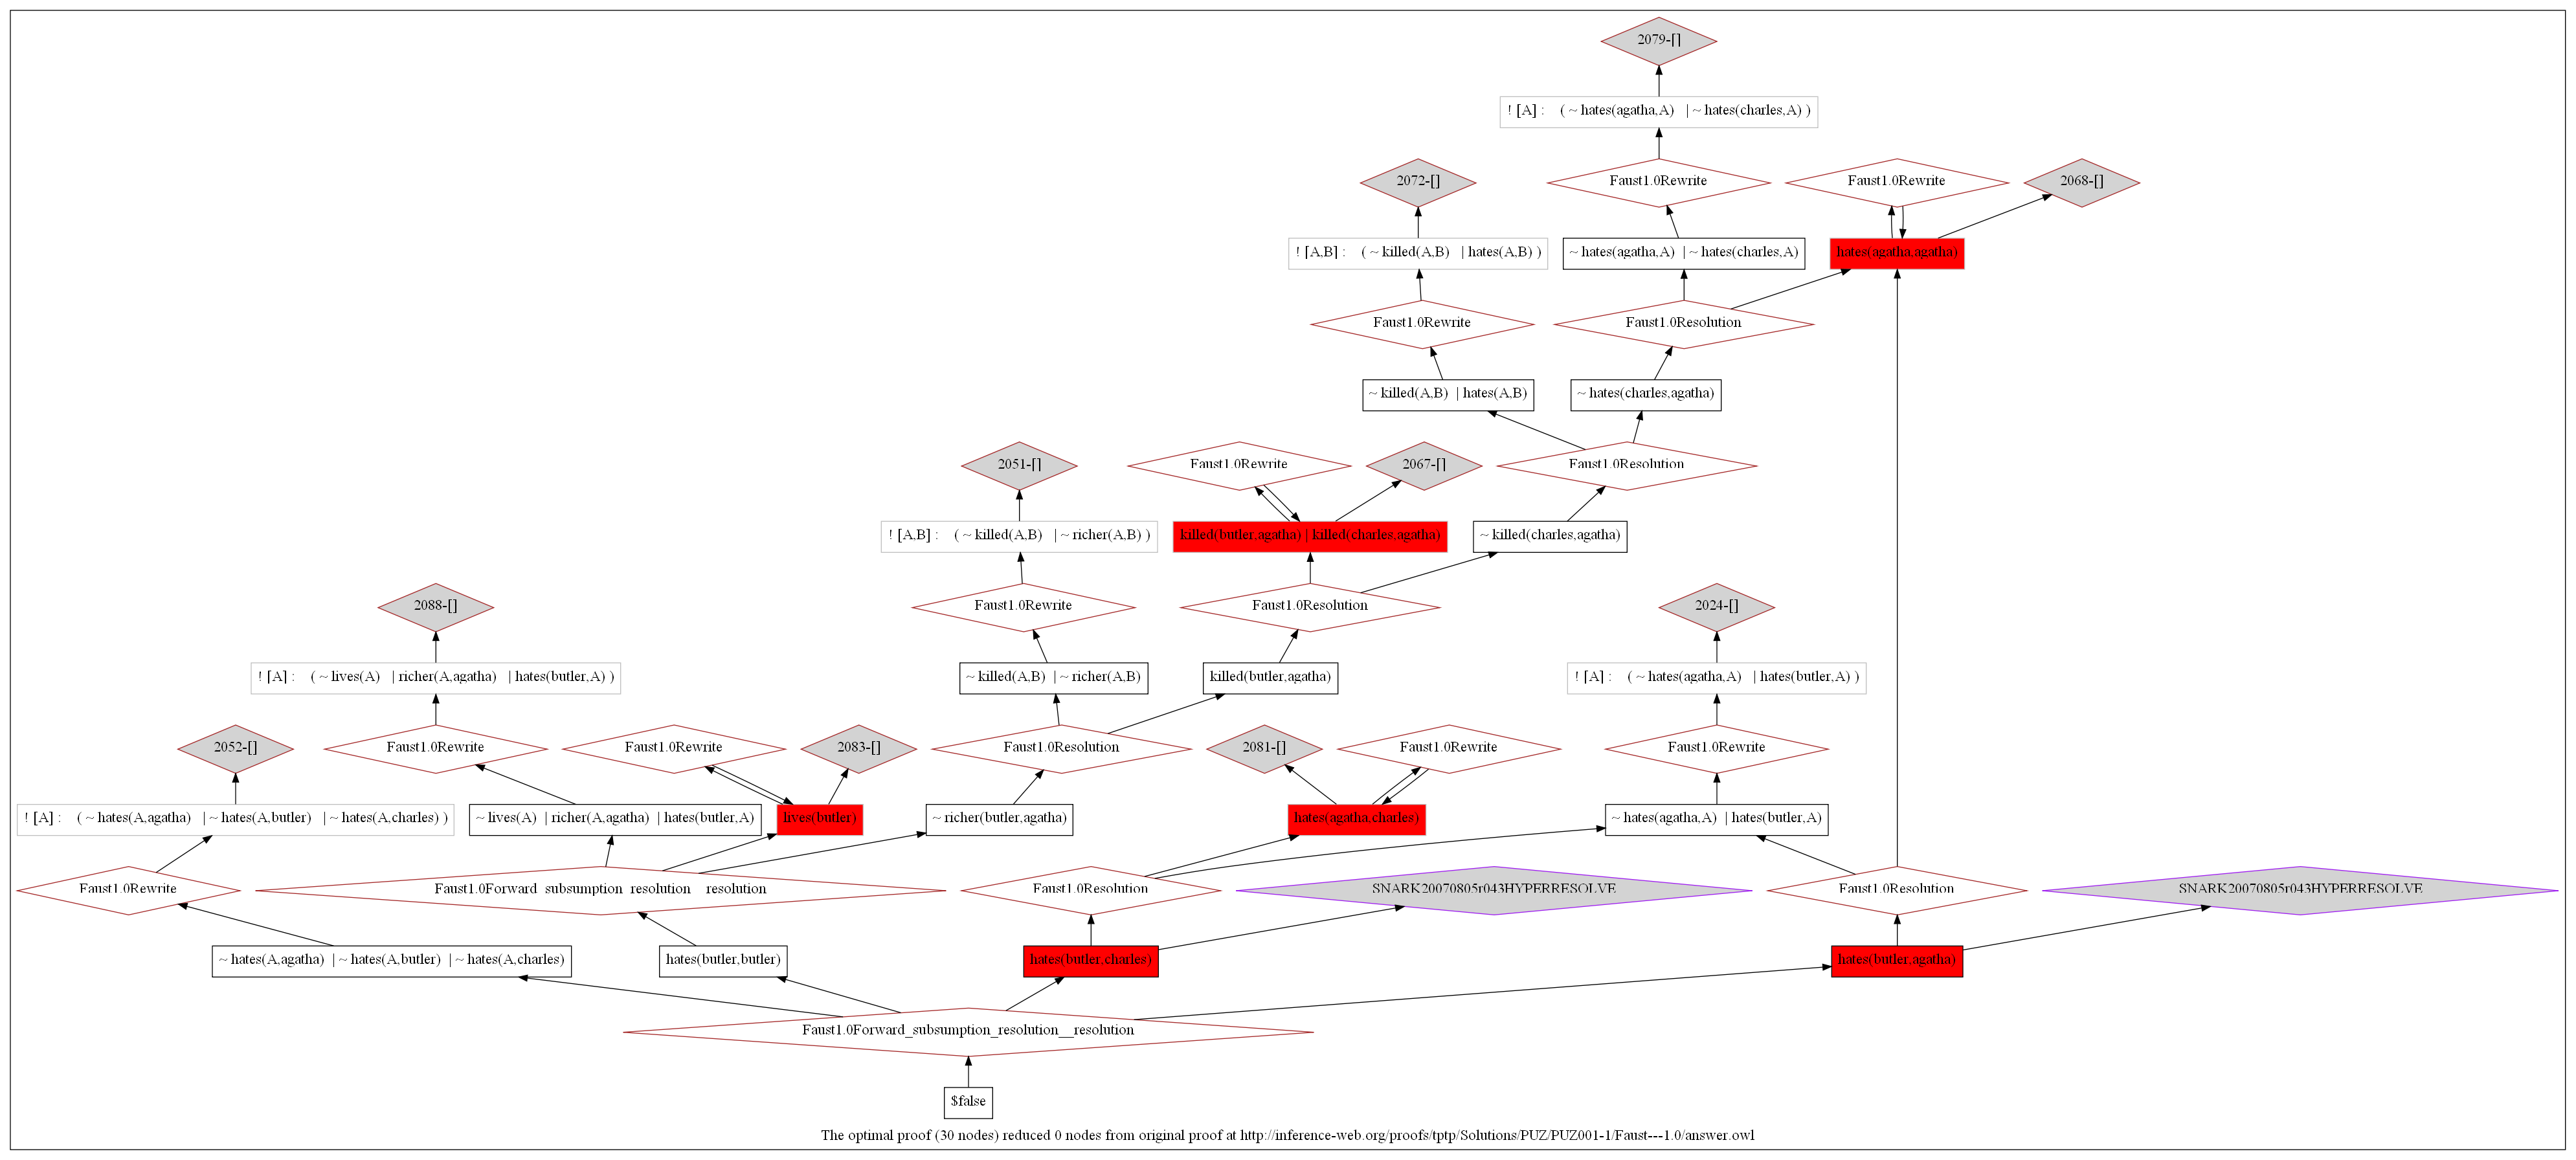 2079-[]
! [A] : ( ~ hates(agatha,A) | ~ hates(charles,A) )
2072-[]
Faust1.0Rewrite
Faust1.0Rewrite
2068-[]
! [A,B] : ( ~ killed(A,B) | hates(A,B) )
~ hates(agatha,A) | ~ hates(charles,A)
hates(agatha,agatha)
Faust1.0Rewrite
Faust1.0Resolution
~ killed(A,B) | hates(A,B)
~ hates(charles,agatha)
2051-[]
Faust1.0Rewrite
2067-[]
Faust1.0Resolution
! [A,B] : ( ~ killed(A,B) | ~ richer(A,B) )
killed(butler,agatha) | killed(charles,agatha)
~ killed(charles,agatha)
2088-[]
Faust1.0Rewrite
Faust1.0Resolution
2024-[]
! [A] : ( ~ lives(A) | richer(A,agatha) | hates(butler,A) )
~ killed(A,B) | ~ richer(A,B)
killed(butler,agatha)
! [A] : ( ~ hates(agatha,A) | hates(butler,A) )
2052-[]
Faust1.0Rewrite
Faust1.0Rewrite
2083-[]
Faust1.0Resolution
2081-[]
Faust1.0Rewrite
Faust1.0Rewrite
! [A] : ( ~ hates(A,agatha) | ~ hates(A,butler) | ~ hates(A,charles) )
~ lives(A) | richer(A,agatha) | hates(butler,A)
lives(butler)
~ richer(butler,agatha)
hates(agatha,charles)
~ hates(agatha,A) | hates(butler,A)
Faust1.0Rewrite
Faust1.0Forward_subsumption_resolution__resolution
Faust1.0Resolution
SNARK20070805r043HYPERRESOLVE
Faust1.0Resolution
SNARK20070805r043HYPERRESOLVE
~ hates(A,agatha) | ~ hates(A,butler) | ~ hates(A,charles)
hates(butler,butler)
hates(butler,charles)
hates(butler,agatha)
Faust1.0Forward_subsumption_resolution__resolution
$false
The optimal proof (30 nodes) reduced 0 nodes from original proof at http://inference-web.org/proofs/tptp/Solutions/PUZ/PUZ001-1/Faust---1.0/answer.owl